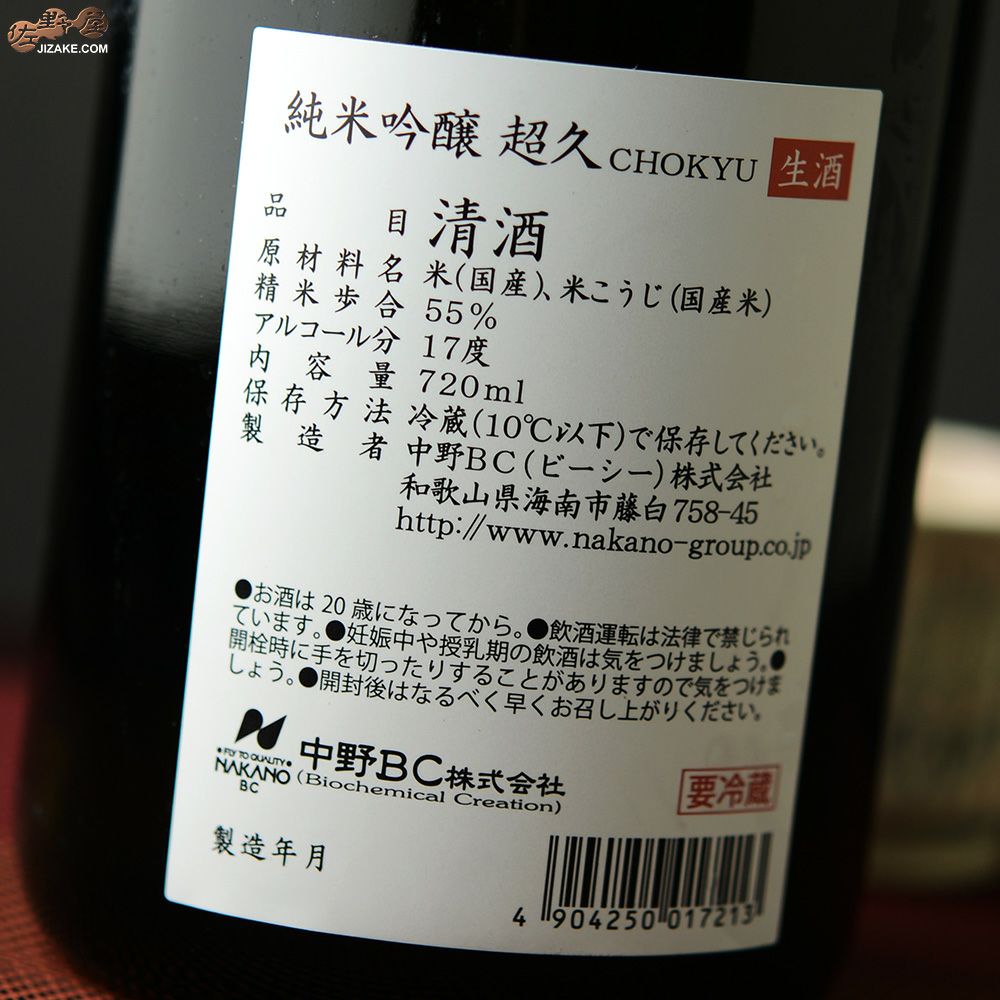 佐野屋
JIZAKE.COM
純米吟醸 超久 CHOKYU 生酒
品目 清酒
原材料名 米(国産)、米こうじ(国産米)
精米歩合 55%
アルコール分 17度
内容量 720ml
保存方法 冷蔵(10℃以下)で保存してください。
製造者 中野BC(ビーシー)株式会社
和歌山県海南市藤白758-45
http://www.nakano-group.co.jp
●お酒は20歳になってから。●飲酒運転は法律で禁じられ
ています。●妊娠中や授乳期の飲酒は気をつけましょう。●
開栓時に手を切ったりすることがありますので気をつけま
しょう。●開封後はなるべく早くお召し上がりください。
●FLY TO QUALITY●
NAKANO
BC
中野BC株式会社
(Biochemical Creation)
要冷蔵
製造年月
4 904250 017213